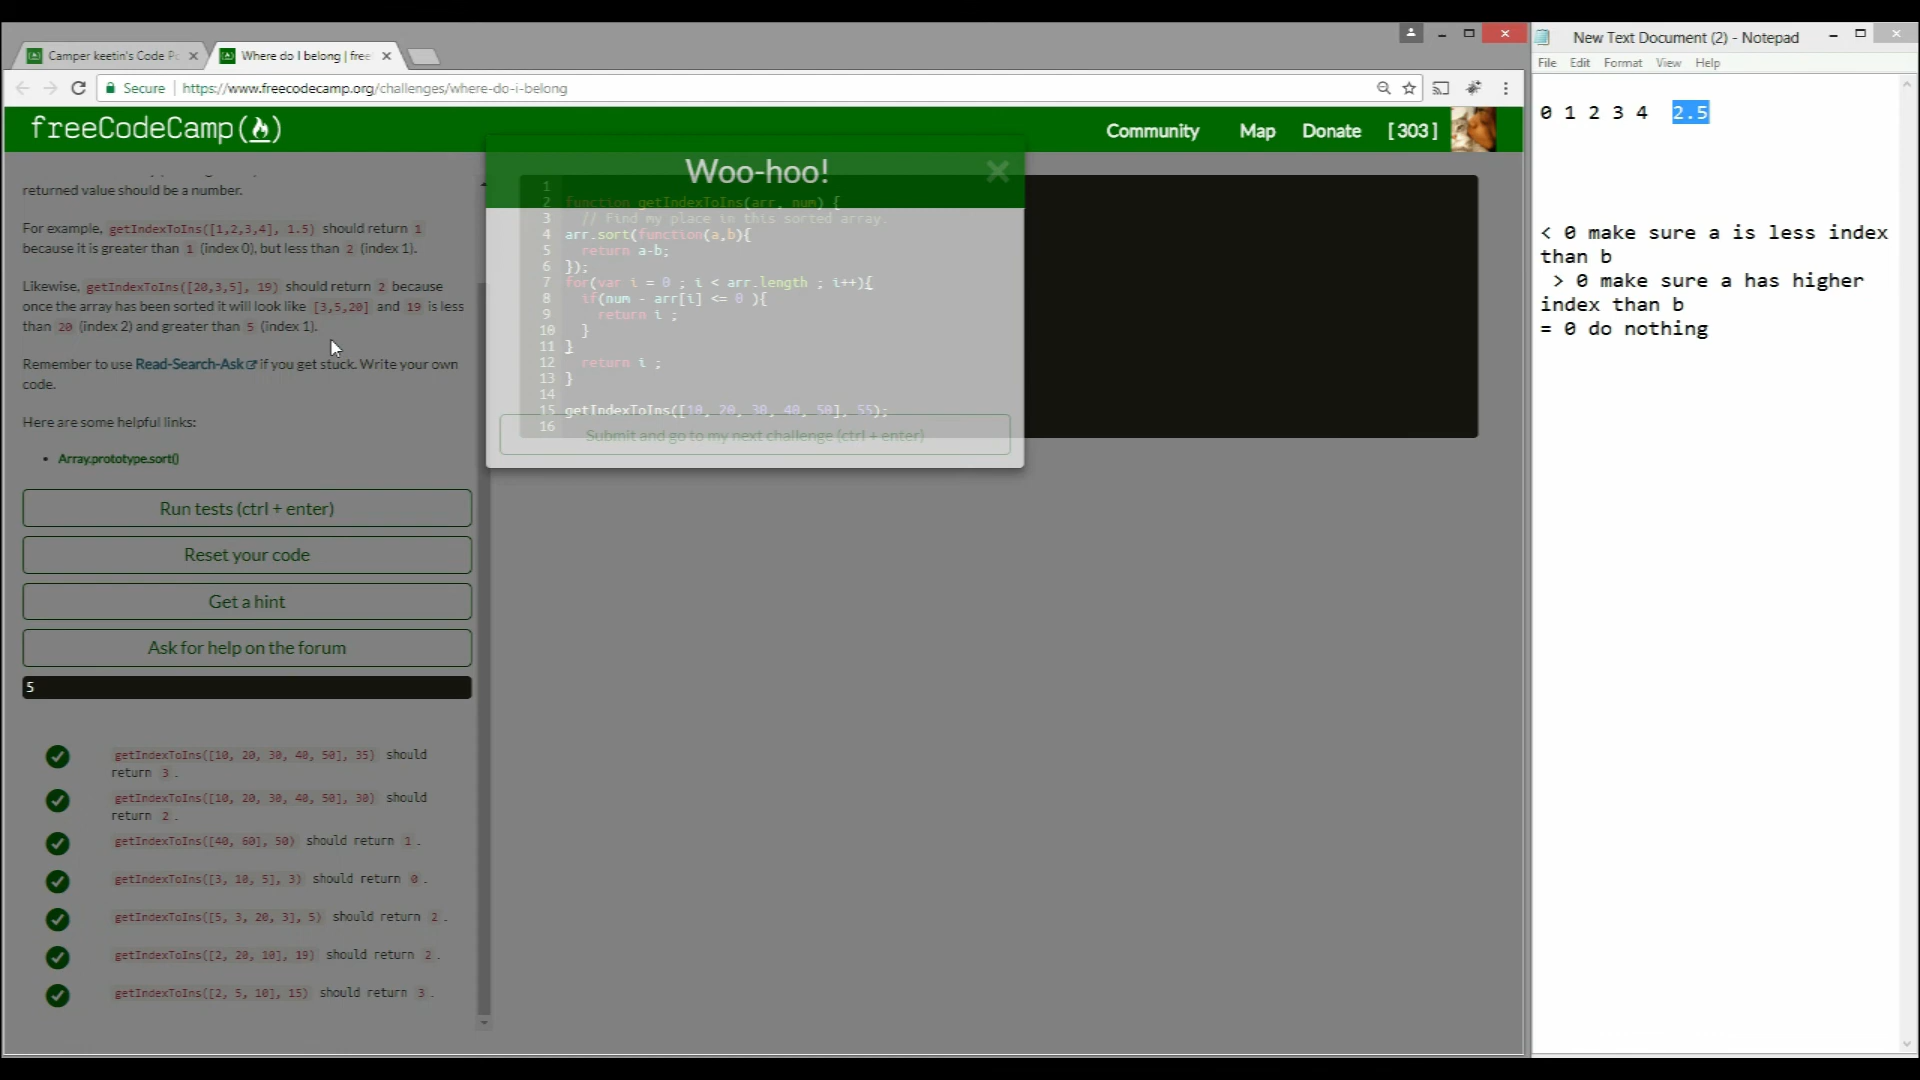 Camper keetin's Code Po
Where do I belong | free
Secure
https://www.freecodecamp.org/challenges/where-do-i-belong
freeCodeCamp
Community
Map
Donate
[ 303 ]
returned value should be a number.
For example, getIndexToIns([1,2,3,4], 1.5) should return 1
because it is greater than 1 (index 0), but less than 2 (index 1).
Likewise, getIndexToIns([20,3,5], 19) should return 2 because
once the array has been sorted it will look like [3,5,20] and 19 is less
than 20 (index 2) and greater than 5 (index 1).
Remember to use Read-Search-Ask if you get stuck. Write your own
code.
Here are some helpful links:
• Array.prototype.sort()
Run tests (ctrl + enter)
Reset your code
Get a hint
Ask for help on the forum
5
getIndexToIns([10, 20, 30, 40, 50], 35) should
return 3.
getIndexToIns([10, 20, 30, 40, 50], 30) should
return 2.
getIndexToIns([40, 60], 50) should return 1.
getIndexToIns([3, 10, 5], 3) should return 0.
getIndexToIns([5, 3, 20, 3], 5) should return 2.
getIndexToIns([2, 20, 10], 19) should return 2.
getIndexToIns([2, 5, 10], 15) should return 3.
Woo-hoo!
1
2 function getIndexToIns(arr, num) {
3 // Find my place in this sorted array.
4 arr.sort(function(a,b){
5 return a-b;
6 });
7 for(var i = 0 ; i < arr.length ; i++){
8 if(num - arr[i] <= 0 ){
9 return i ;
10 }
11 }
12 return i ;
13 }
14
15 getIndexToIns([10, 20, 30, 40, 50], 55);
16
Submit and go to my next challenge (ctrl + enter)
New Text Document (2) - Notepad
File Edit Format View Help
0 1 2 3 4 2.5
< 0 make sure a is less index
than b
> 0 make sure a has higher
index than b
= 0 do nothing